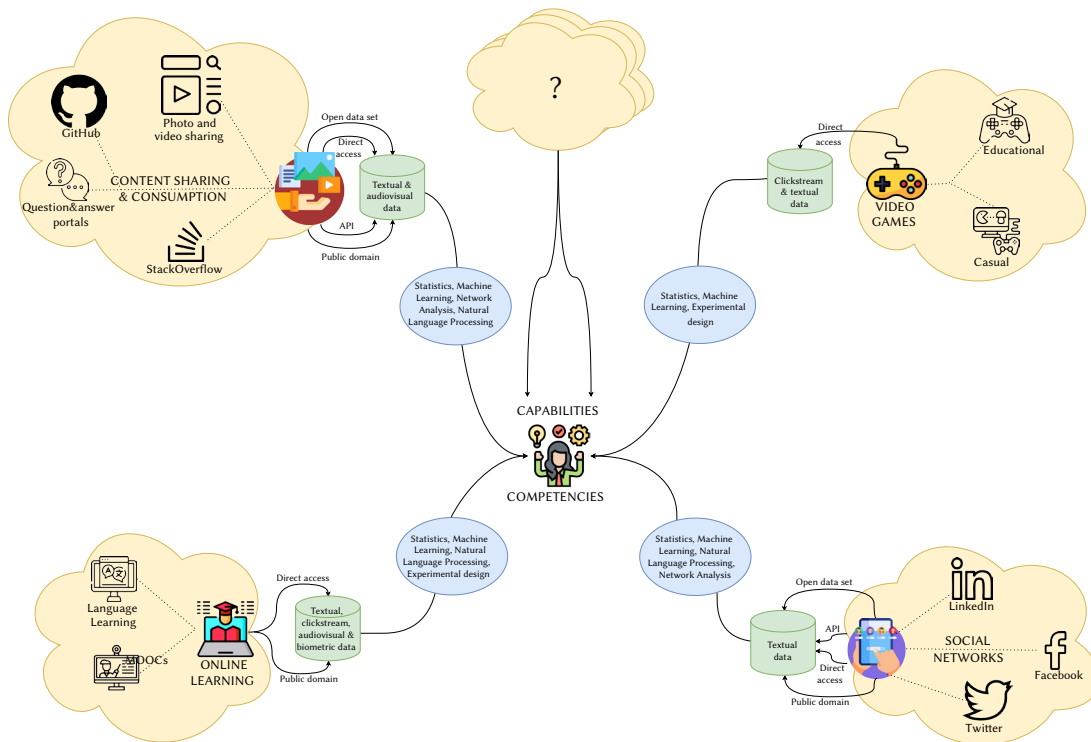 Photo and
video sharing
GitHub
CONTENT SHARING
& CONSUMPTION
Question&answer
portals
StackOverflow
Open data set
Direct
access
Textual &
audiovisual
data
API
Public domain
Statistics, Machine
Learning, Network
Analysis, Natural
Language Processing
?
Direct
access
Clickstream
& textual
data
VIDEO
GAMES
Educational
Casual
Statistics, Machine
Learning, Experimental
design
CAPABILITIES
COMPETENCIES
Language
Learning
MOOCs
ONLINE
LEARNING
Direct access
Textual,
clickstream,
audiovisual &
biometric data
Public domain
Statistics, Machine
Learning, Natural
Language Processing,
Experimental design
Statistics, Machine
Learning, Natural
Language Processing,
Network Analysis
Open data set
API
Textual
data
Direct
access
Public domain
SOCIAL
NETWORKS
in
LinkedIn
Facebook
Twitter